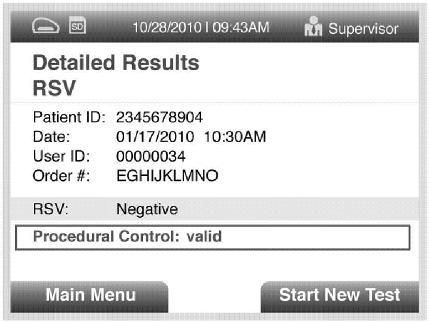 SD 10/28/2010 | 09:43AM Supervisor
Detailed Results
RSV
Patient ID: 2345678904
Date: 01/17/2010 10:30AM
User ID: 00000034
Order #: EGHIJKLMNO
RSV: Negative
Procedural Control: valid
Main Menu Start New Test